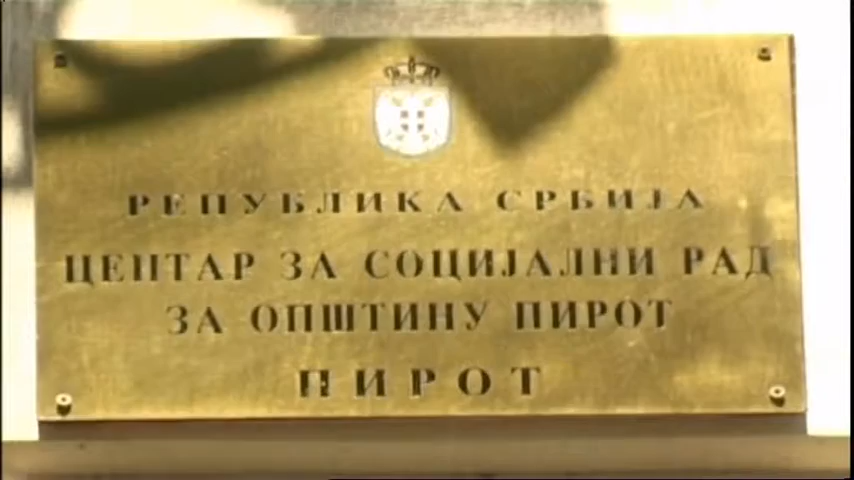 РЕПУБЛИКА СРБИЈА
ЦЕНТАР ЗА СОЦИЈАЛНИ РАД
ЗА ОПШТИНУ ПИРОТ
ПИРОТ